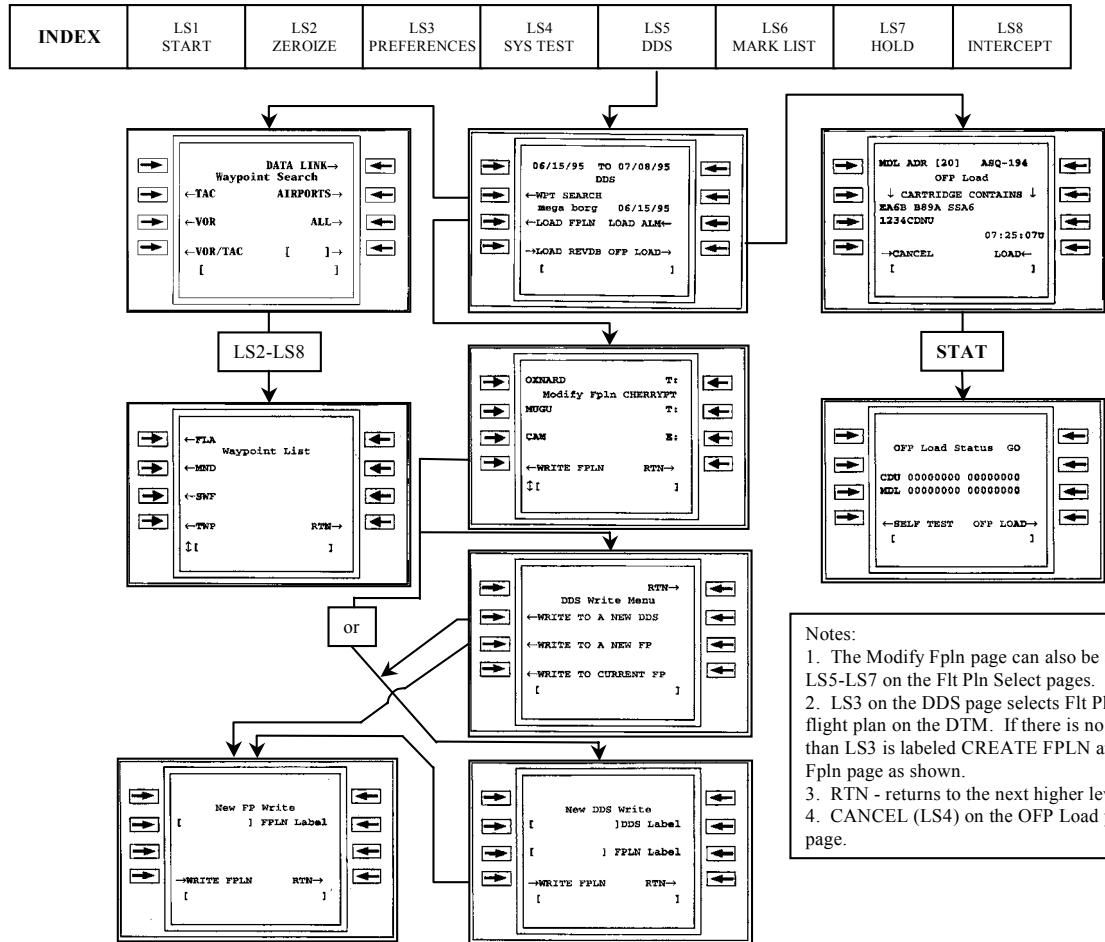 INDEX
LS1 LS2 LS3 LS4 LS5 LS6 LS7 LS8
START ZEROIZE PREFERENCES SYS TEST DDS MARK LIST HOLD INTERCEPT
DATA LINK→
Waypoint Search
←TAC AIRPORTS→
←VOR ALL→
←VOR/TAC [ ]→
[ ]
06/15/95 TO 07/08/95
DDS
←WPT SEARCH
mega borg 06/15/95
←LOAD FPLN LOAD ALM←
→LOAD REVDB OFP LOAD→
[ ]
MDL ADR [20] ASQ-194
OFP Load
↓ CARTRIDGE CONTAINS ↓
EA6B B89A SSA6
1234CDNU
07:25:07U
→CANCEL LOAD←
[ ]
LS2-LS8
STAT
OXNARD T:
Modify Fpln CHERRYPT
MUGU T:
CAM E:
←WRITE FPLN RTN→
↕[ ]
←FLA
Waypoint List
←MND
←SWF
←TWP RTN→
↕[ ]
OFP Load Status GO
CDU 00000000 00000000
MDL 00000000 00000000
←SELF TEST OFP LOAD→
[ ]
or
RTN→
DDS Write Menu
←WRITE TO A NEW DDS
←WRITE TO A NEW FP
←WRITE TO CURRENT FP
[ ]
New FP Write
[ ] FPLN Label
→WRITE FPLN RTN→
[ ]
New DDS Write
[ ]DDS Label
[ ] FPLN Label
→WRITE FPLN RTN→
[ ]
Notes:
1. The Modify Fpln page can also be
LS5-LS7 on the Flt Pln Select pages.
2. LS3 on the DDS page selects Flt
flight plan on the DTM. If there is no
than LS3 is labeled CREATE FPLN
Fpln page as shown.
3. RTN - returns to the next higher
4. CANCEL (LS4) on the OFP Load
page.